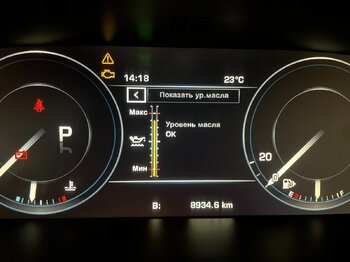 14:18 23°C
Показать ур.масла
Макс
Уровень масла
OK
P
20
0
Мин
C H
E F
B: 8934.6 km